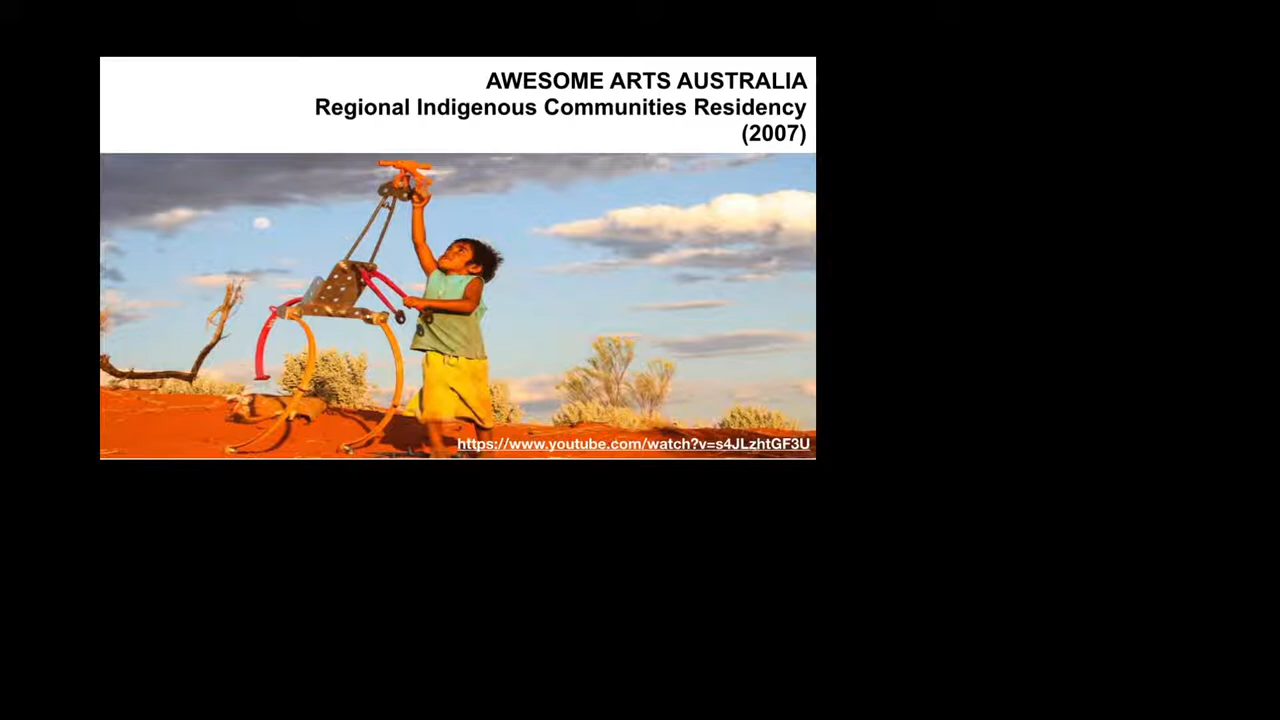 AWESOME ARTS AUSTRALIA
Regional Indigenous Communities Residency
(2007)
https://www.youtube.com/watch?v=s4JLzhtGF3U